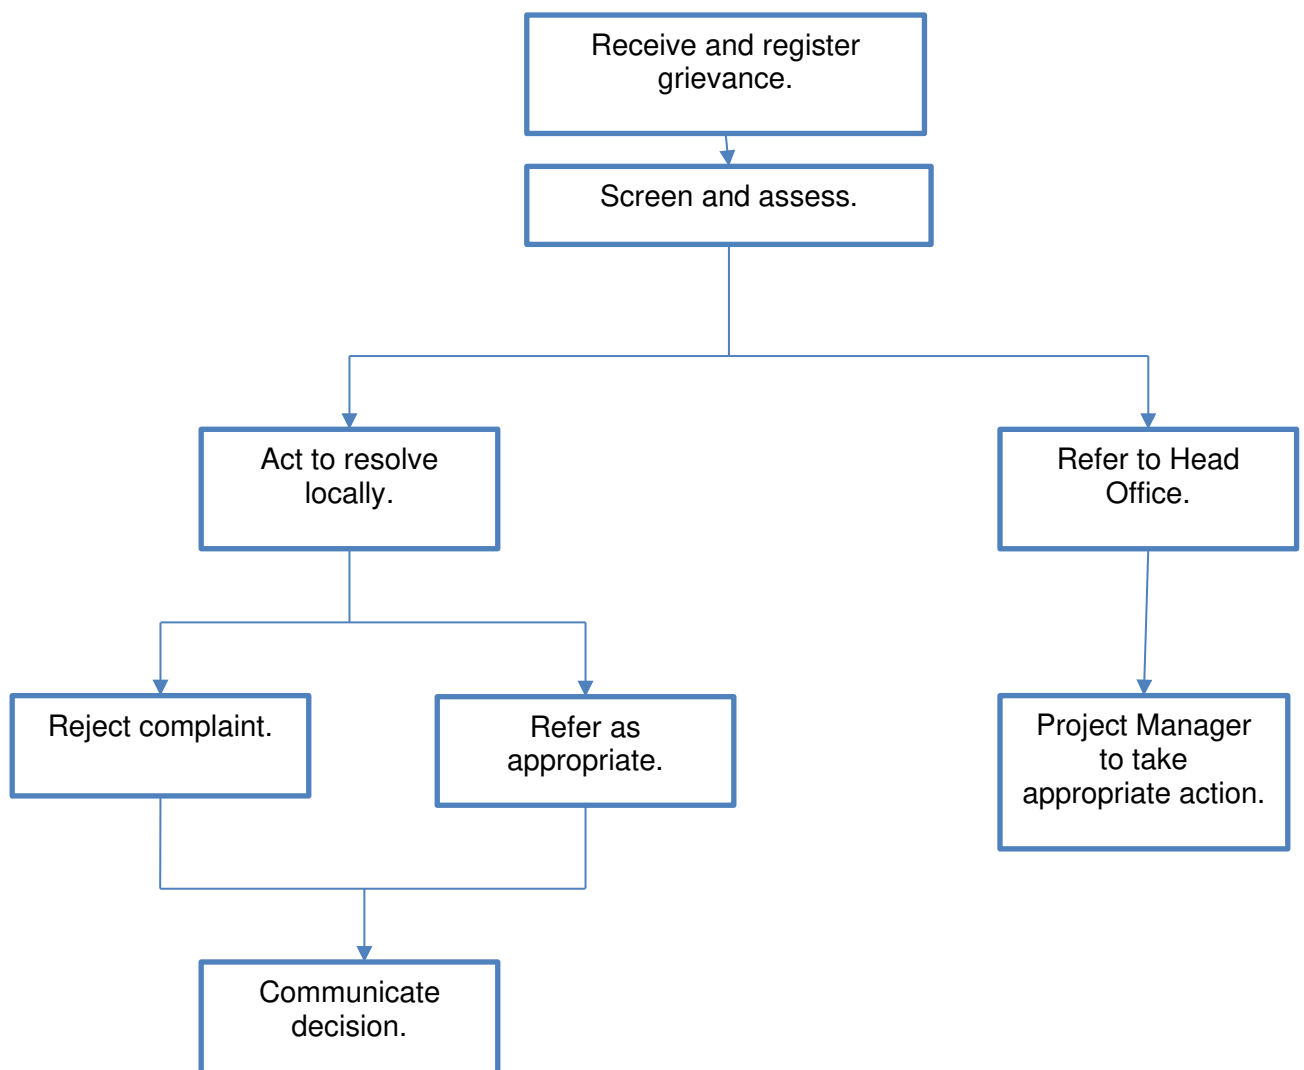 Receive and register
grievance.
Screen and assess.
Act to resolve
locally.
Refer to Head
Office.
Reject complaint.
Refer as
appropriate.
Project Manager
to take
appropriate action.
Communicate
decision.